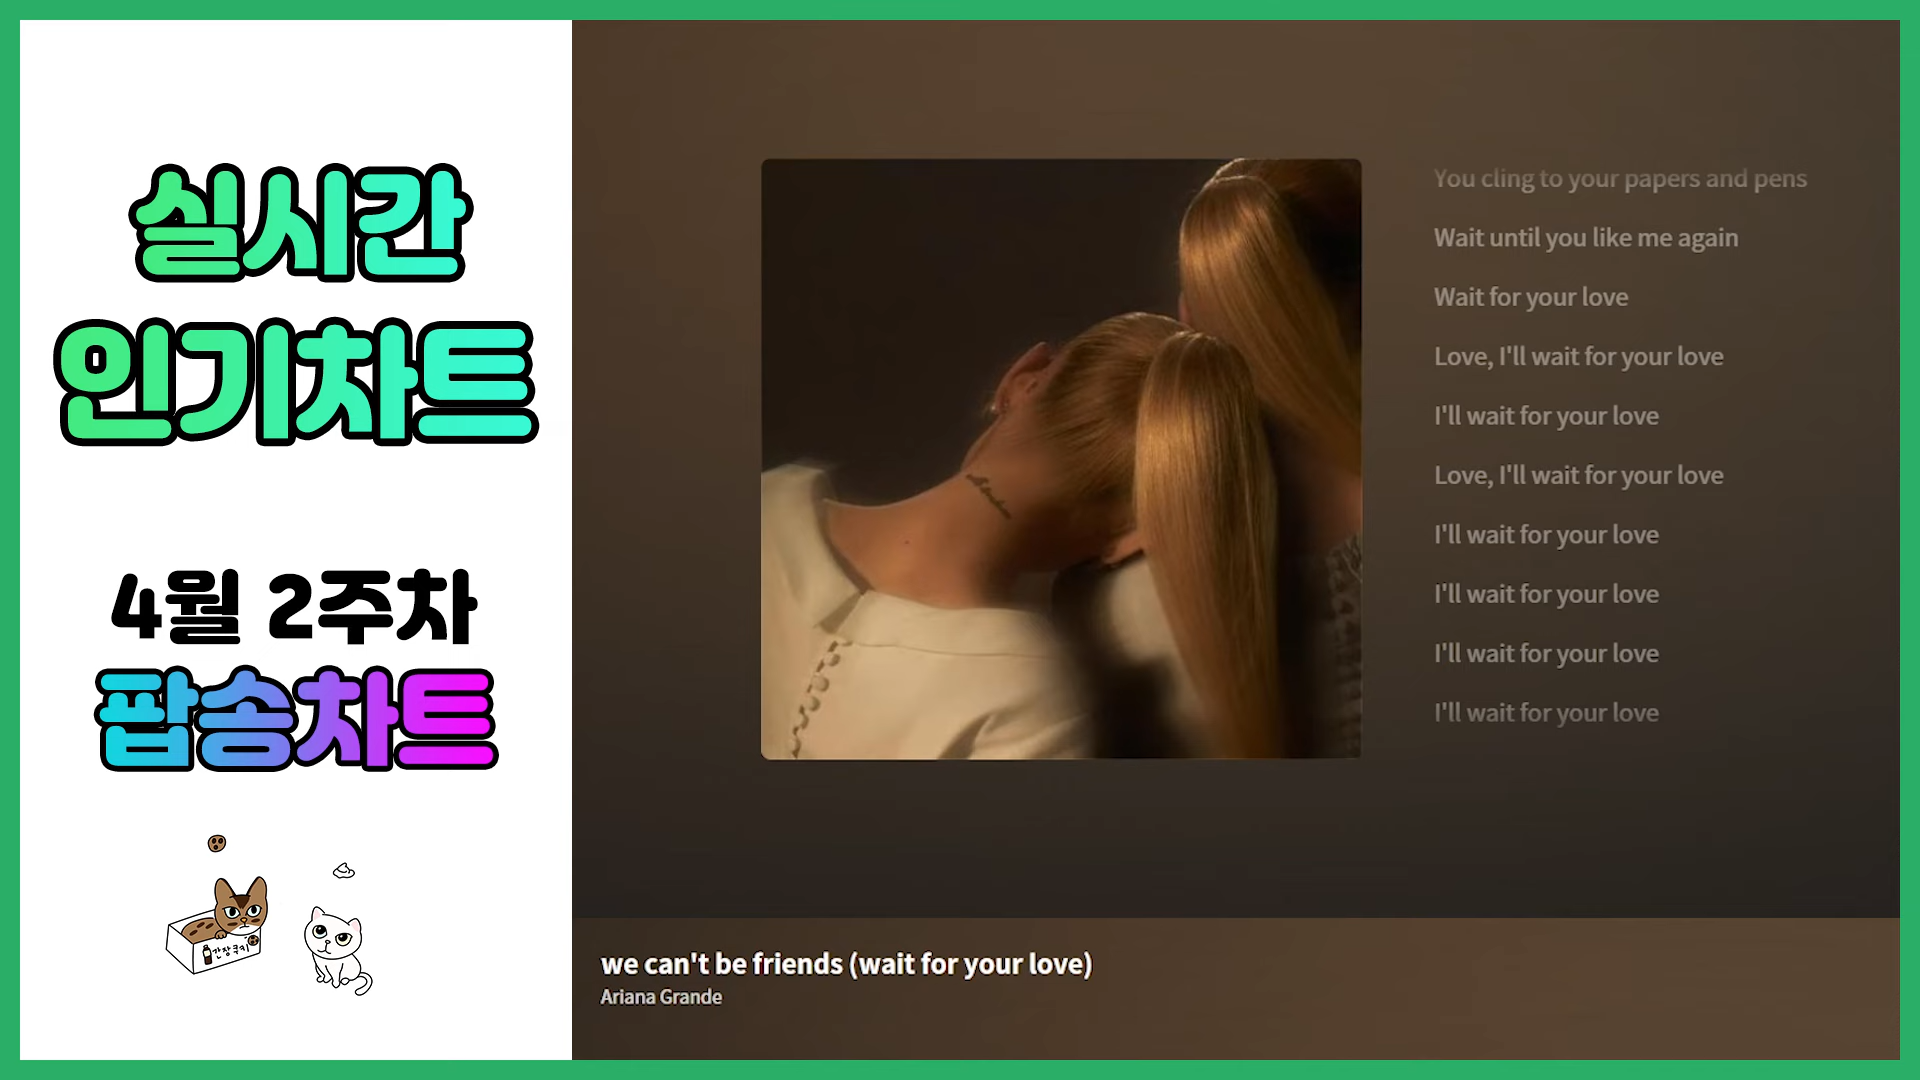 실시간
인기차트
4월 2주차
팝송차트
간장쿠키
You cling to your papers and pens
Wait until you like me again
Wait for your love
Love, I'll wait for your love
I'll wait for your love
Love, I'll wait for your love
I'll wait for your love
I'll wait for your love
I'll wait for your love
I'll wait for your love
we can't be friends (wait for your love)
Ariana Grande